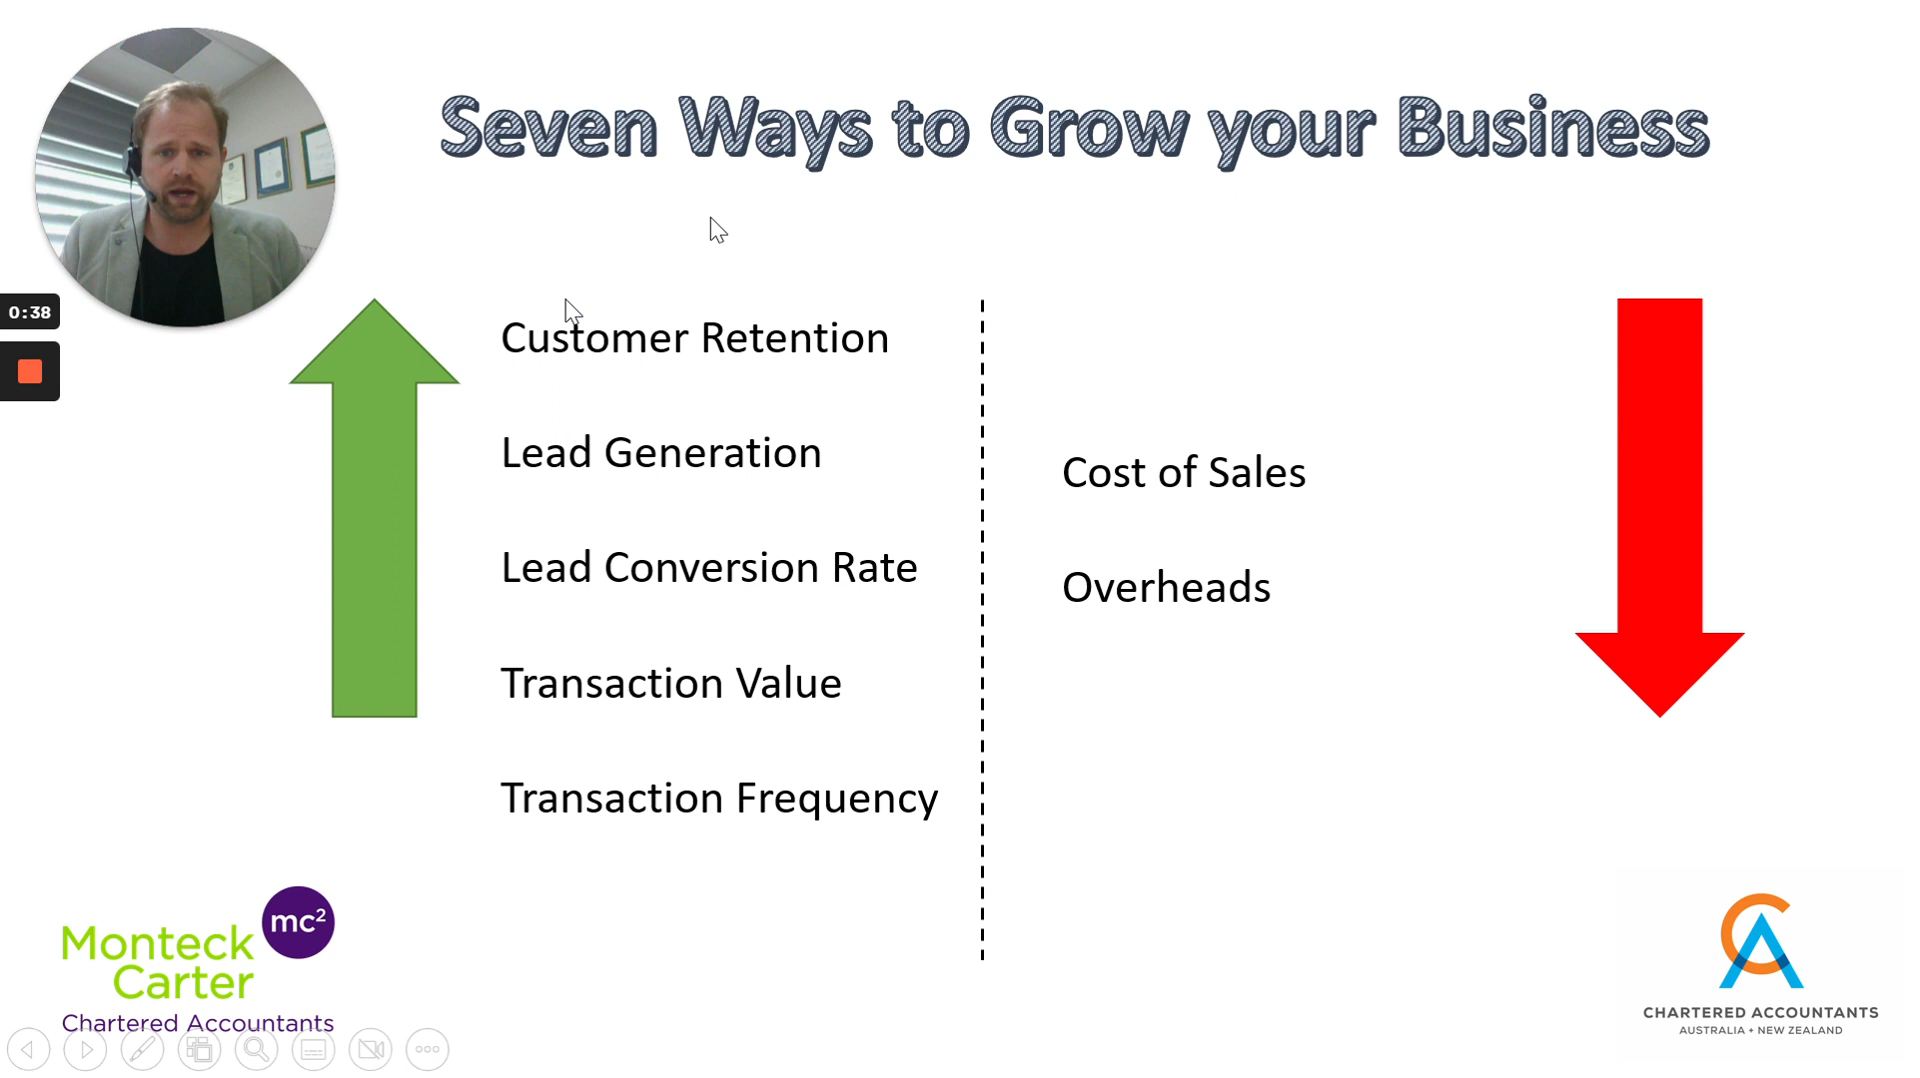 Seven Ways to Grow your Business
0:38
Customer Retention
Lead Generation
Lead Conversion Rate
Transaction Value
Transaction Frequency
Cost of Sales
Overheads
mc²
Monteck
Carter
Chartered Accountants
CA
CHARTERED ACCOUNTANTS
AUSTRALIA + NEW ZEALAND